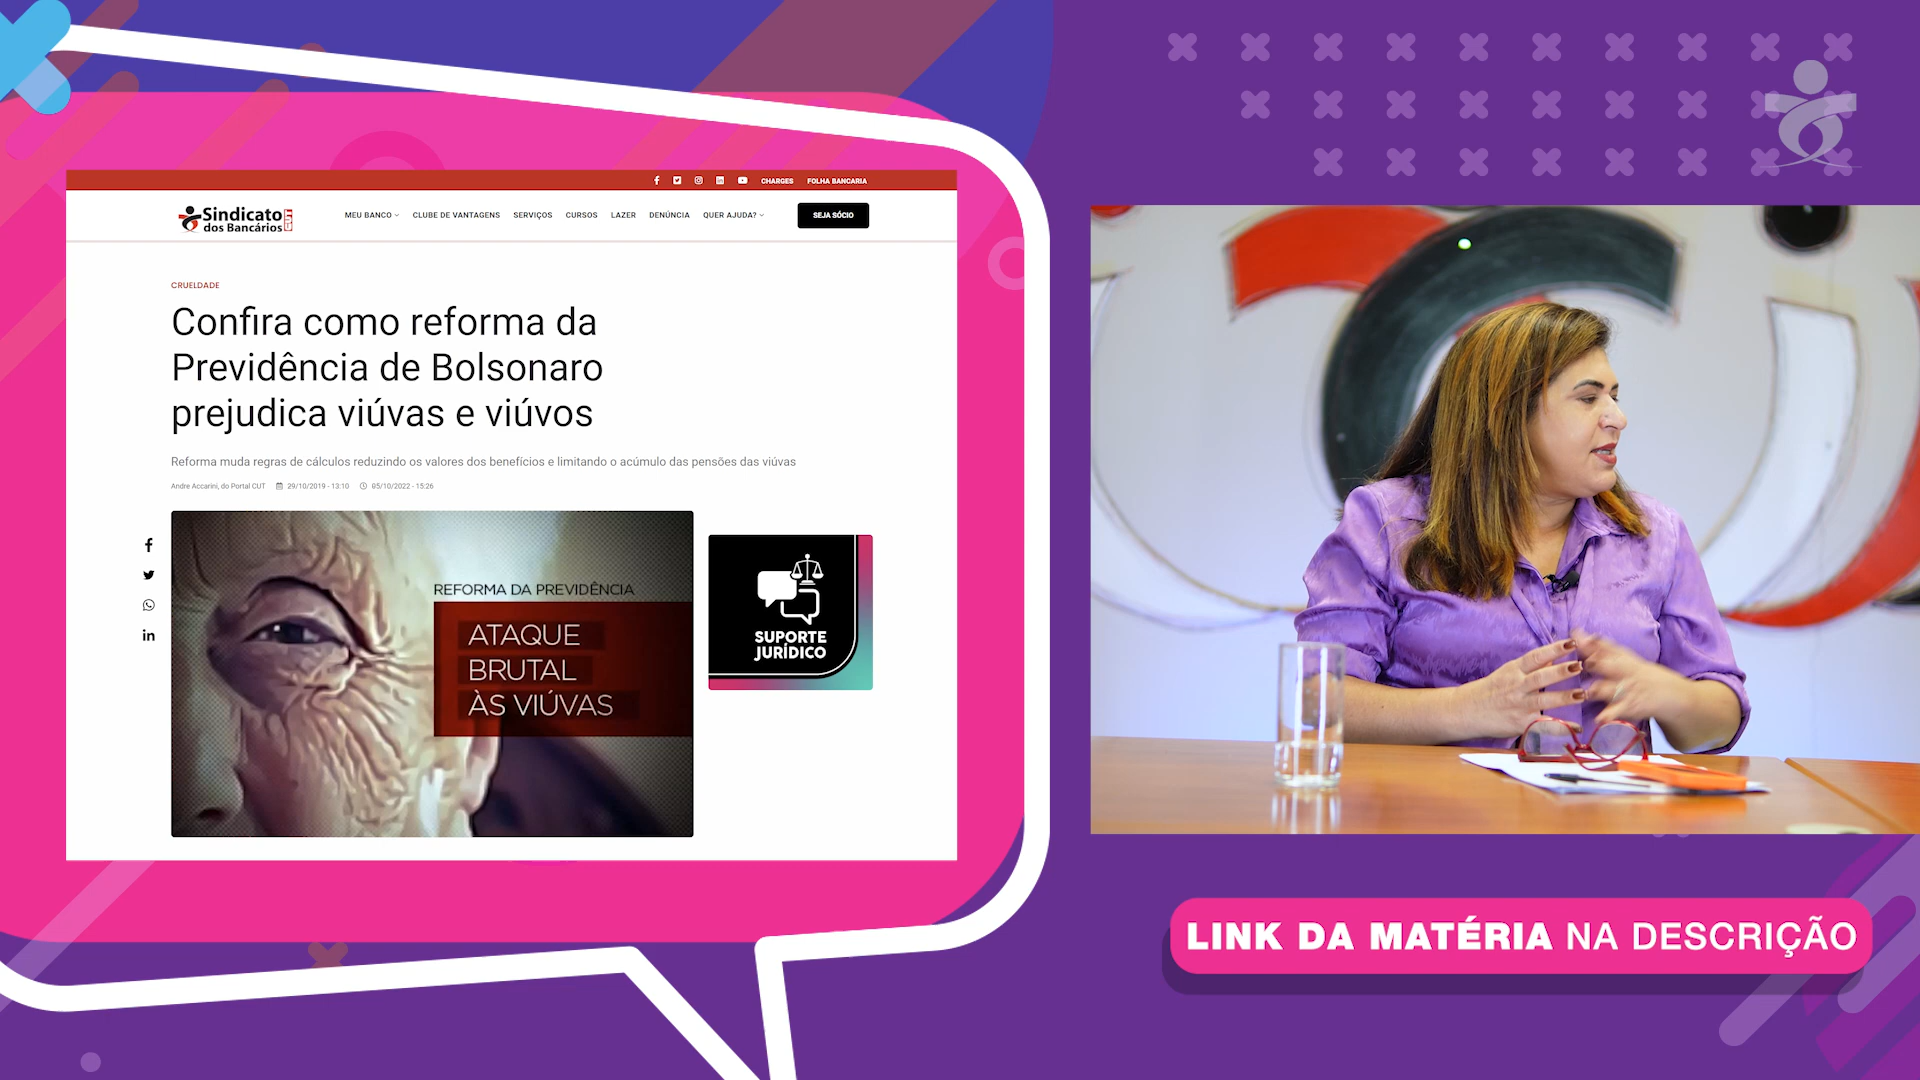 CHARGES FOLHA BANCARIA
Sindicato
dos Bancários
CUT
MEU BANCO CLUBE DE VANTAGENS SERVIÇOS CURSOS LAZER DENÚNCIA QUER AJUDA? SEJA SÓCIO
CRUELDADE
Confira como reforma da
Previdência de Bolsonaro
prejudica viúvas e viúvos
Reforma muda regras de cálculos reduzindo os valores dos benefícios e limitando o acúmulo das pensões das viúvas
Andre Accarini, do Portal CUT 29/10/2019 - 13:10 05/10/2022 - 15:26
REFORMA DA PREVIDÊNCIA
ATAQUE
BRUTAL
ÀS VIÚVAS
SUPORTE
JURÍDICO
LINK DA MATÉRIA NA DESCRIÇÃO